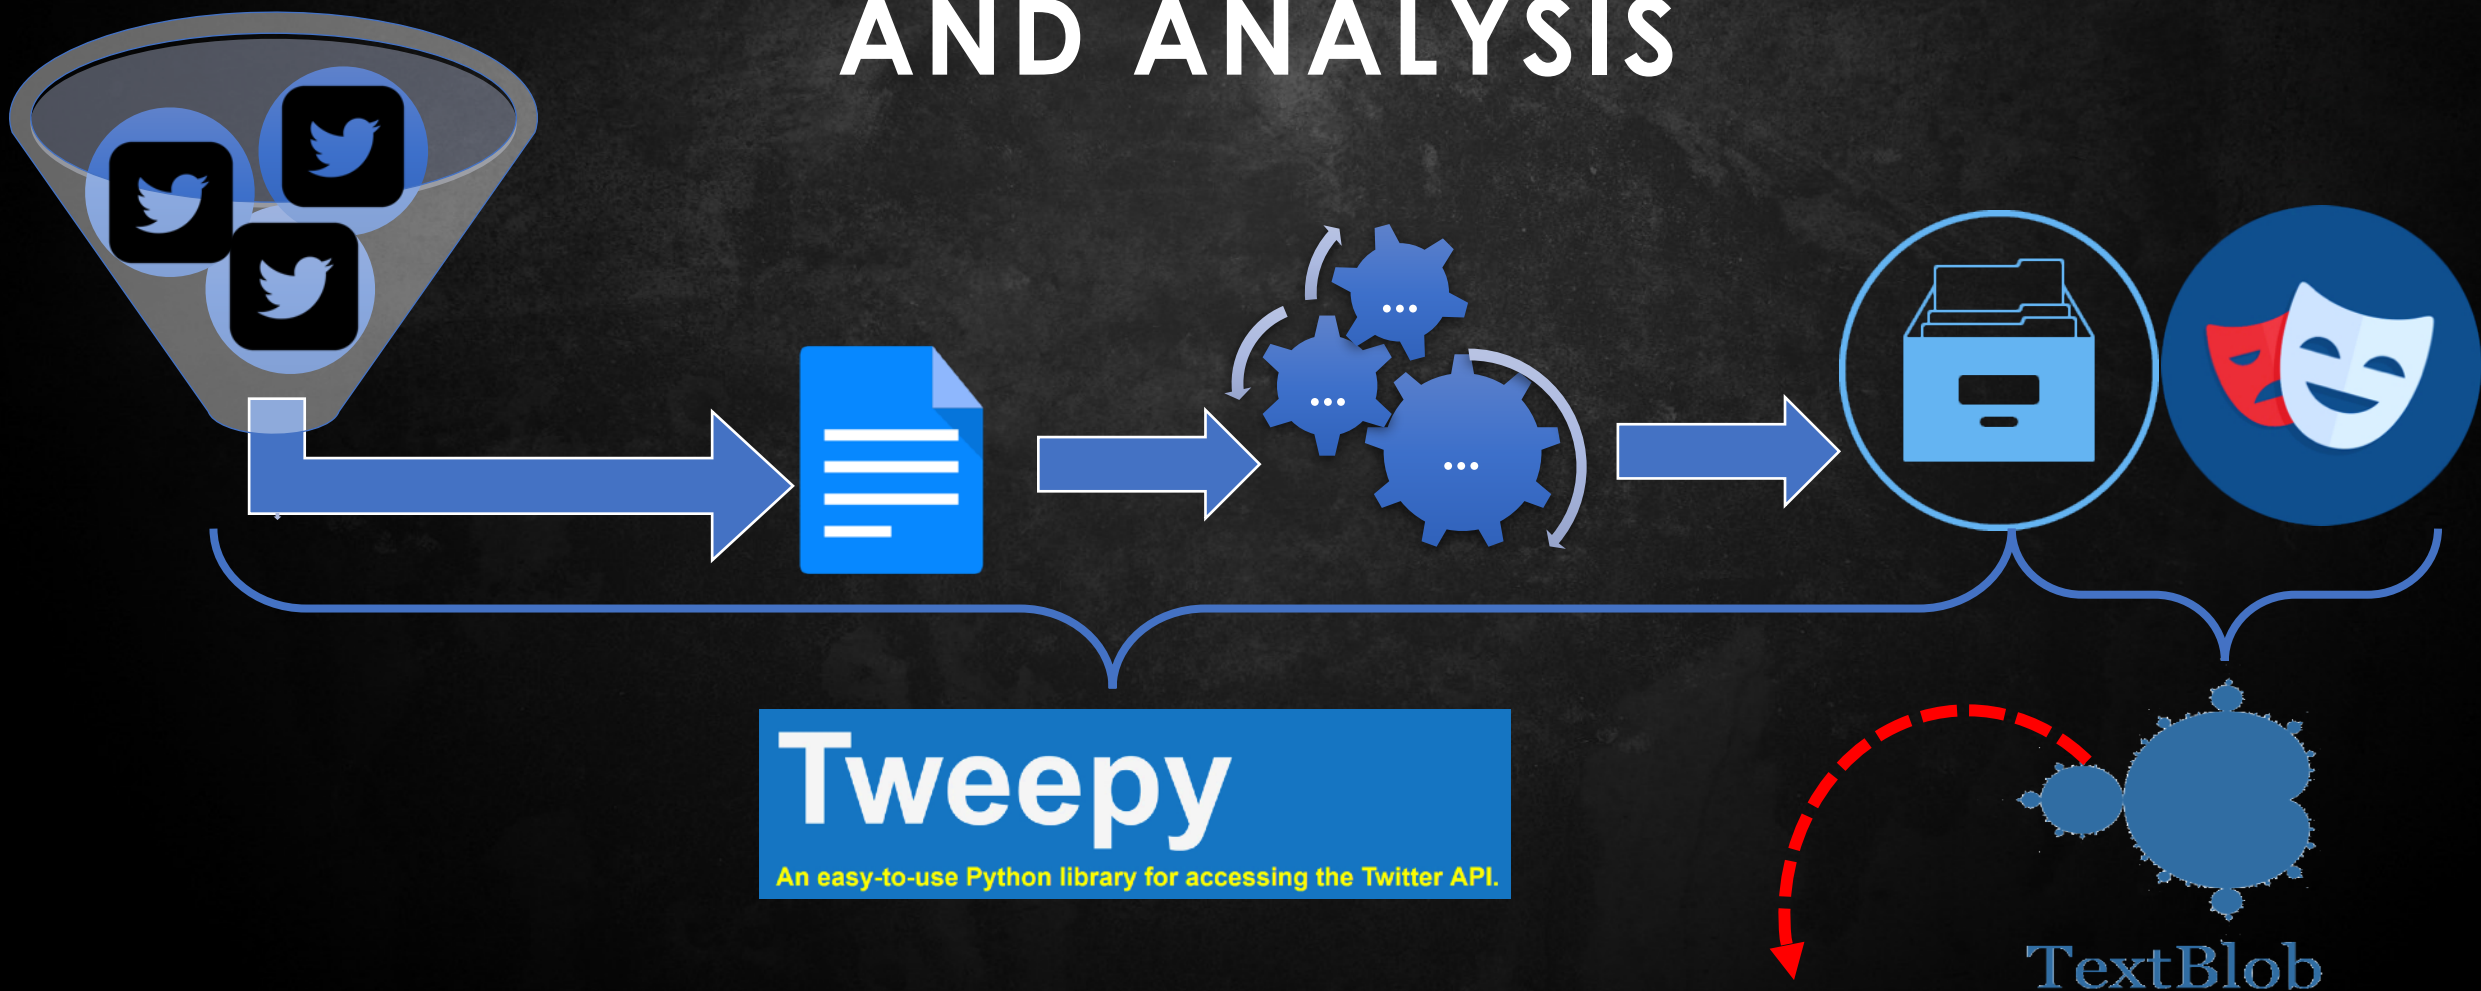 AND ANALYSIS
...
...
...
Tweepy
An easy-to-use Python library for accessing the Twitter API.
TextBlob